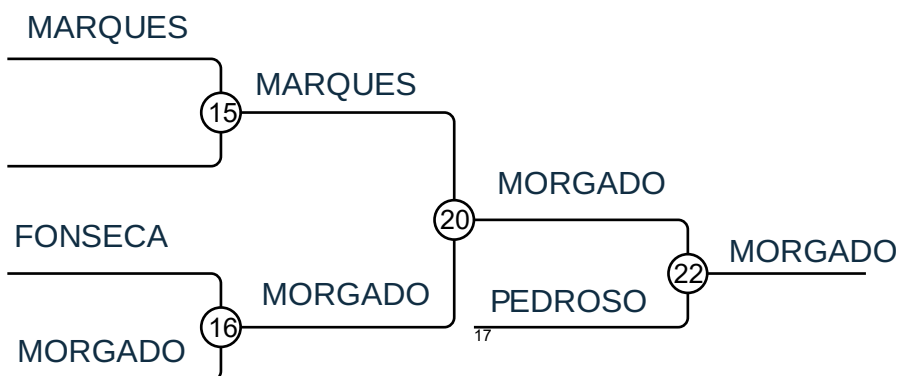 MARQUES
MARQUES
15
MORGADO
20
FONSECA
MORGADO
22
MORGADO
PEDROSO
16
17
MORGADO